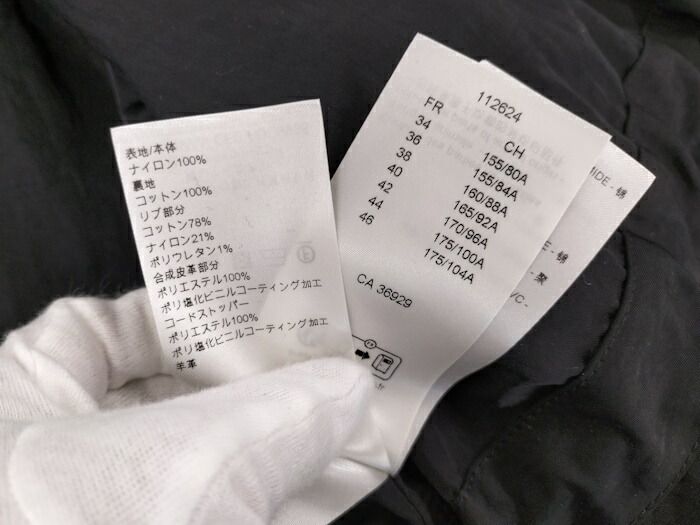 表地/本体
ナイロン100%
裏地
コットン100%
リブ部分
コットン78%
ナイロン21%
ポリウレタン1%
合成皮革部分
ポリエステル100%
ポリ塩化ビニルコーティング加工
コードストッパー
ポリエステル100%
ポリ塩化ビニルコーティング加工
羊革
112624
FR CH
34 155/80A
36 155/84A
38 160/88A
40 165/92A
42 170/96A
44 175/100A
46 175/104A
CA 36929